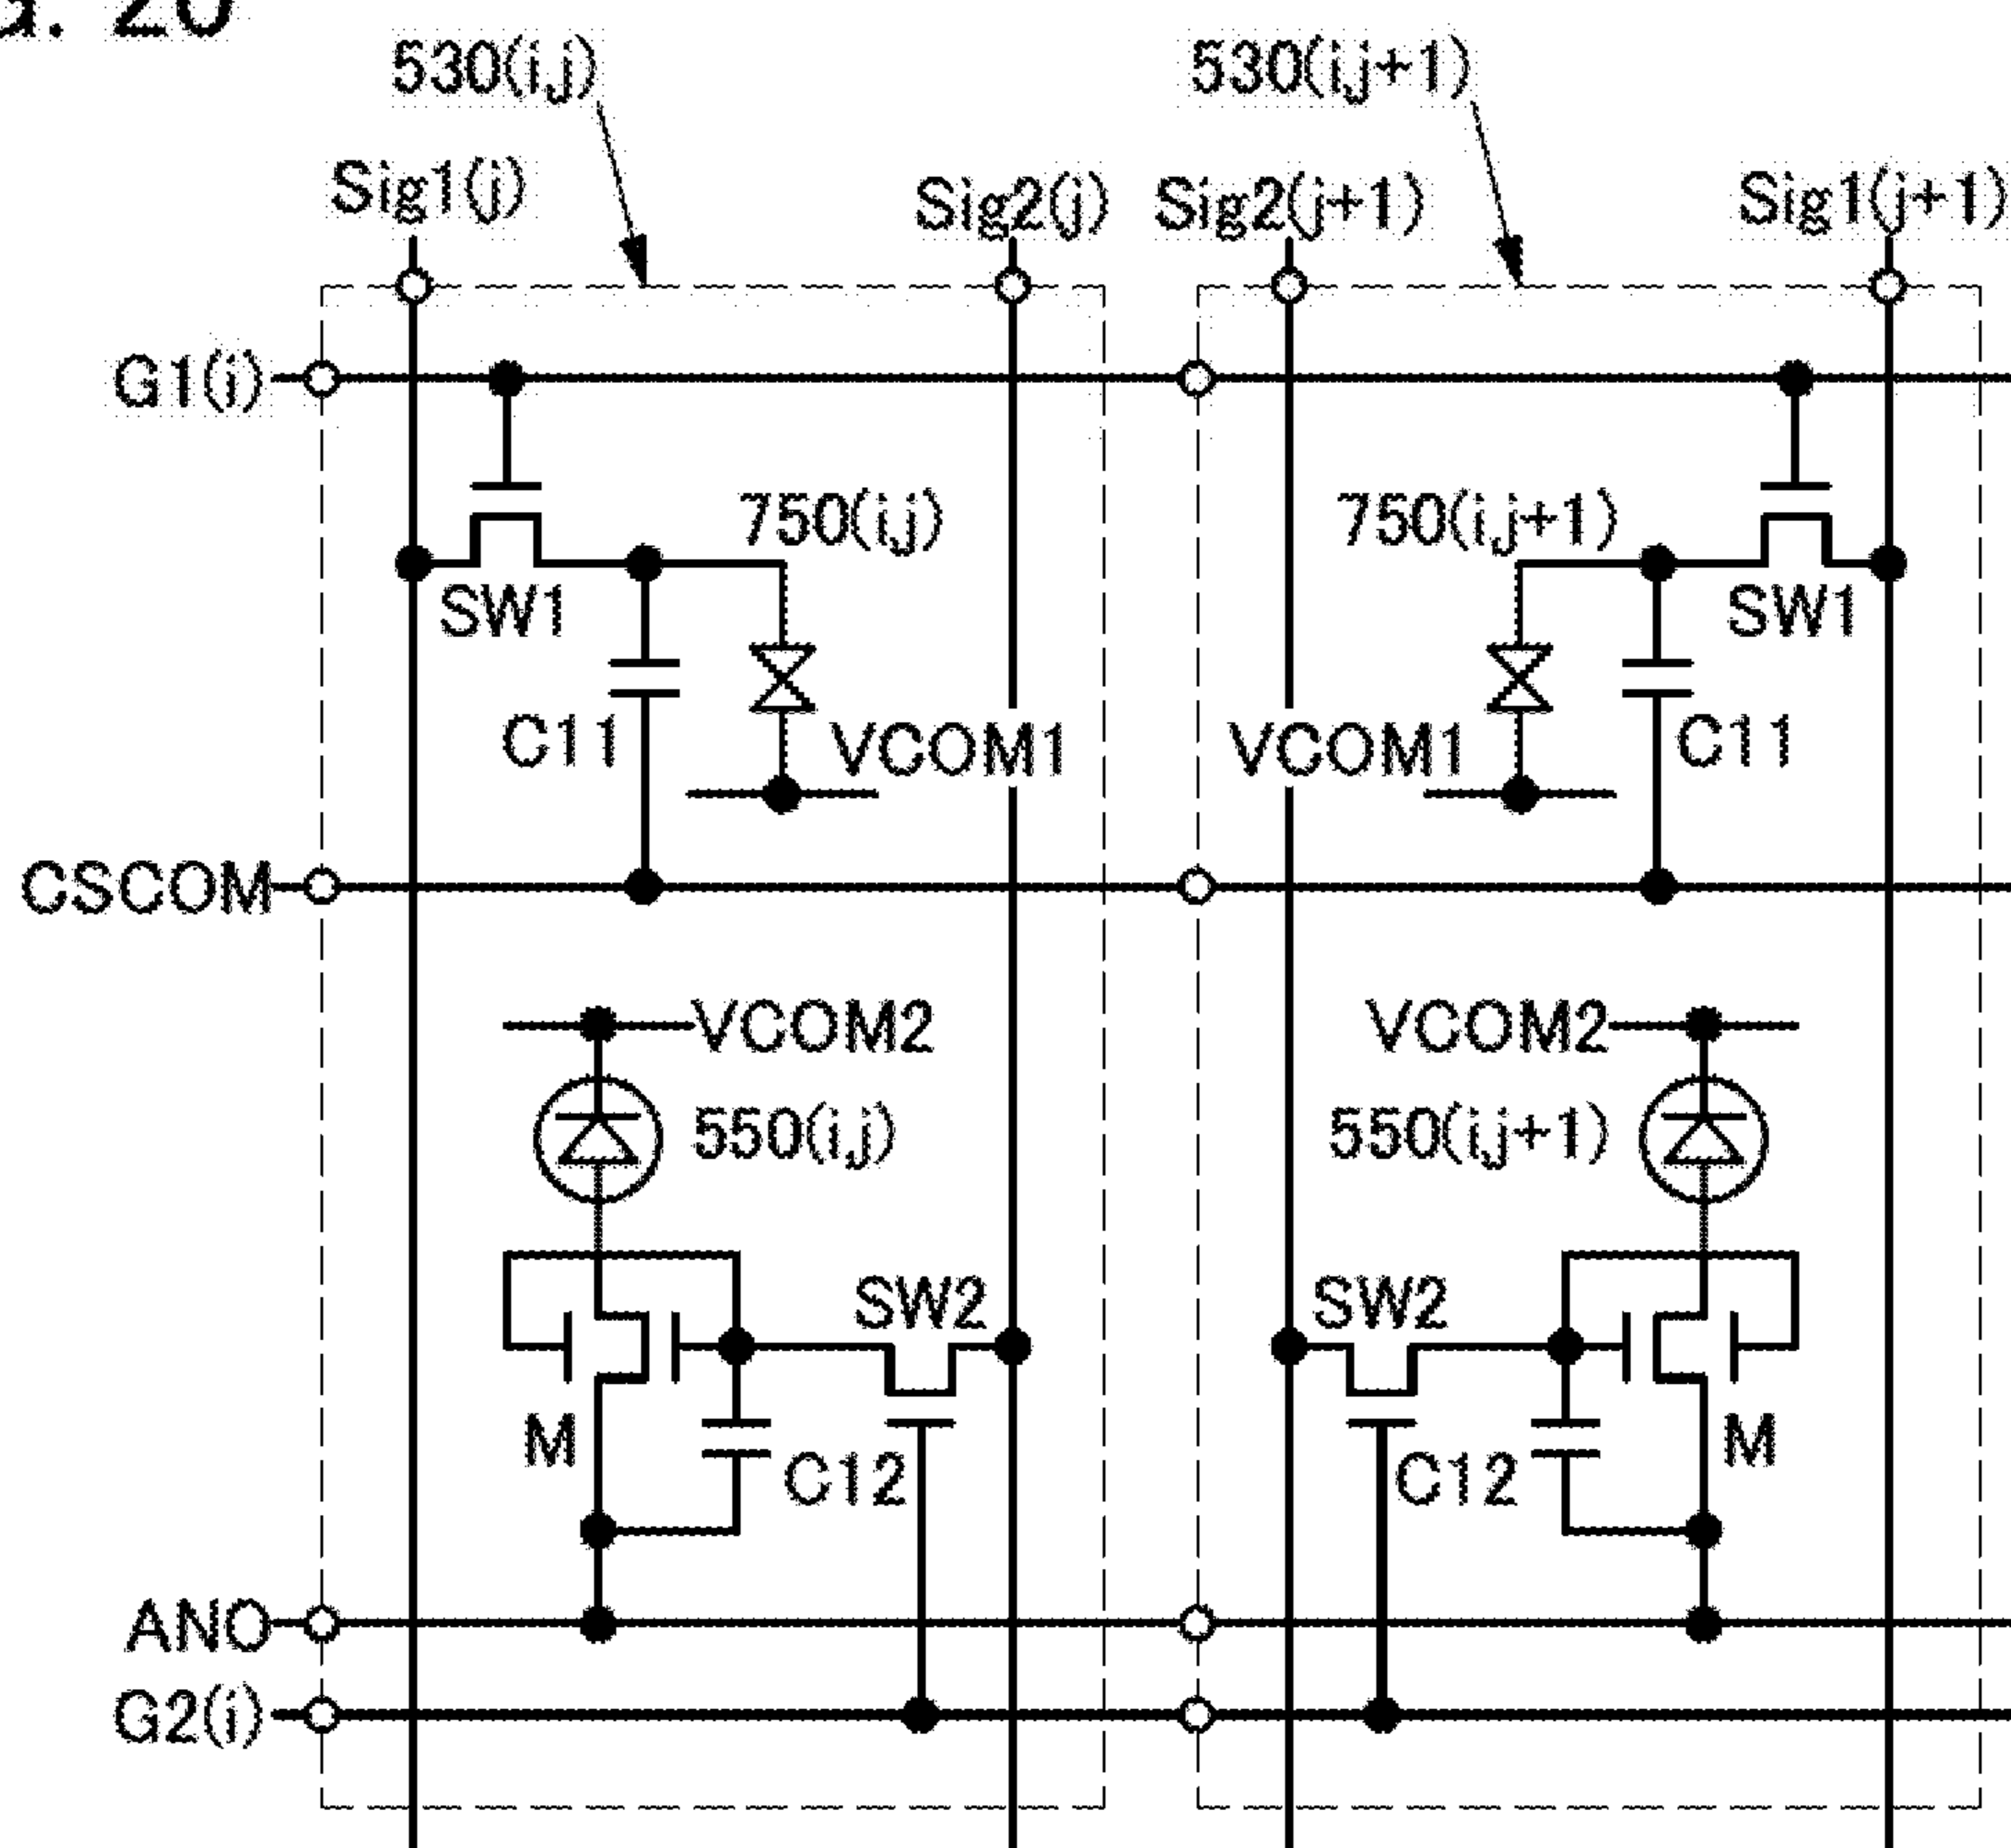 20
530(i,j) 530(i,j+1)
Sig1(j) Sig2(j) Sig2(j+1) Sig1(j+1)
G1(i)
750(i,j) 750(i,j+1)
SW1 SW1
C11 VCOM1 VCOM1 C11
CSCOM
VCOM2 VCOM2
550(i,j) 550(i,j+1)
SW2 SW2
M C12 C12 M
ANO
G2(i)